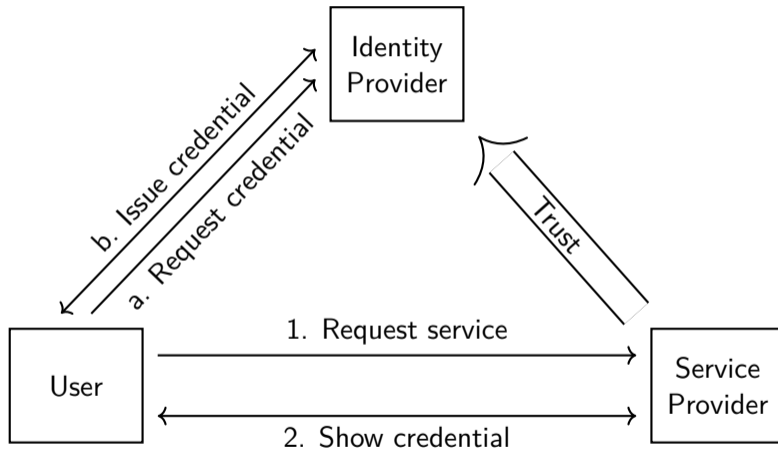 Identity
Provider
b. Issue credential
a. Request credential
Trust
1. Request service
User
Service
Provider
2. Show credential